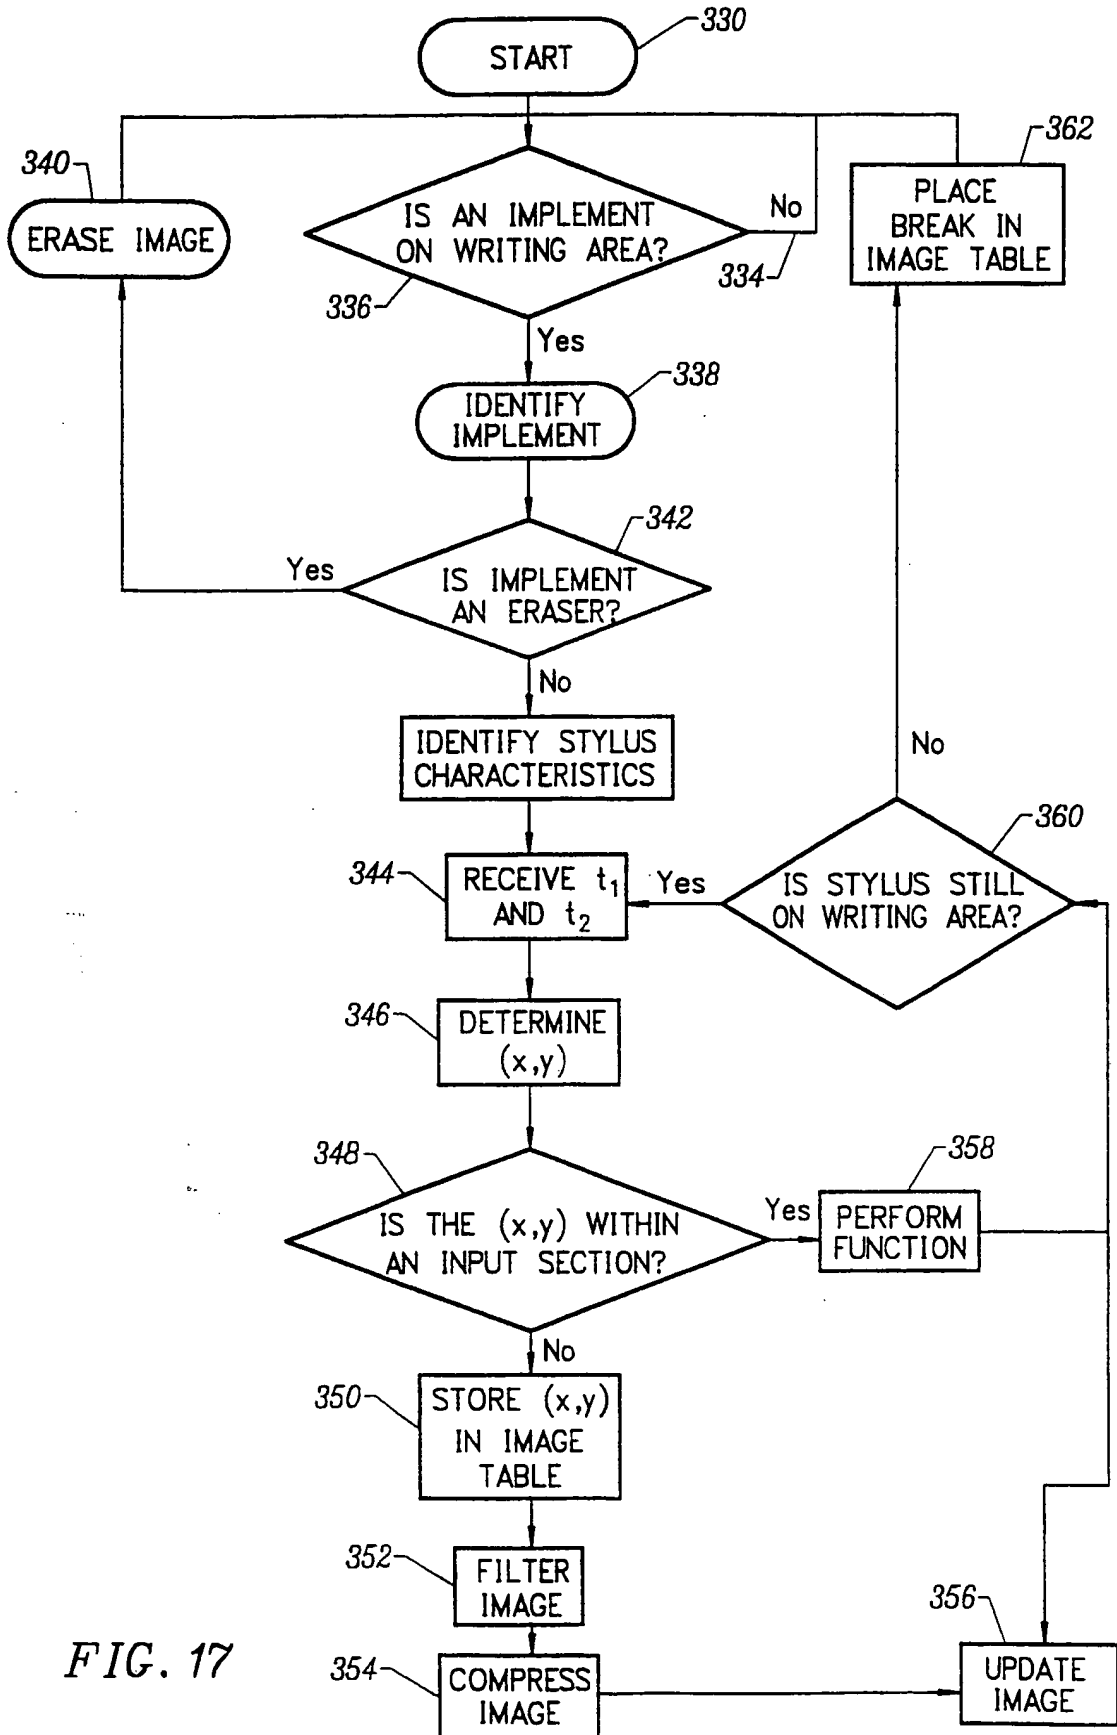 330
START
340
ERASE IMAGE
IS AN IMPLEMENT
ON WRITING AREA?
336
No
334
362
PLACE
BREAK IN
IMAGE TABLE
Yes
338
IDENTIFY
IMPLEMENT
342
Yes
IS IMPLEMENT
AN ERASER?
No
IDENTIFY STYLUS
CHARACTERISTICS
No
360
344
RECEIVE t₁
AND t₂
Yes
IS STYLUS STILL
ON WRITING AREA?
346
DETERMINE
(x,y)
348
IS THE (x,y) WITHIN
AN INPUT SECTION?
Yes
358
PERFORM
FUNCTION
No
350
STORE (x,y)
IN IMAGE
TABLE
352
FILTER
IMAGE
354
COMPRESS
IMAGE
356
UPDATE
IMAGE
FIG. 17